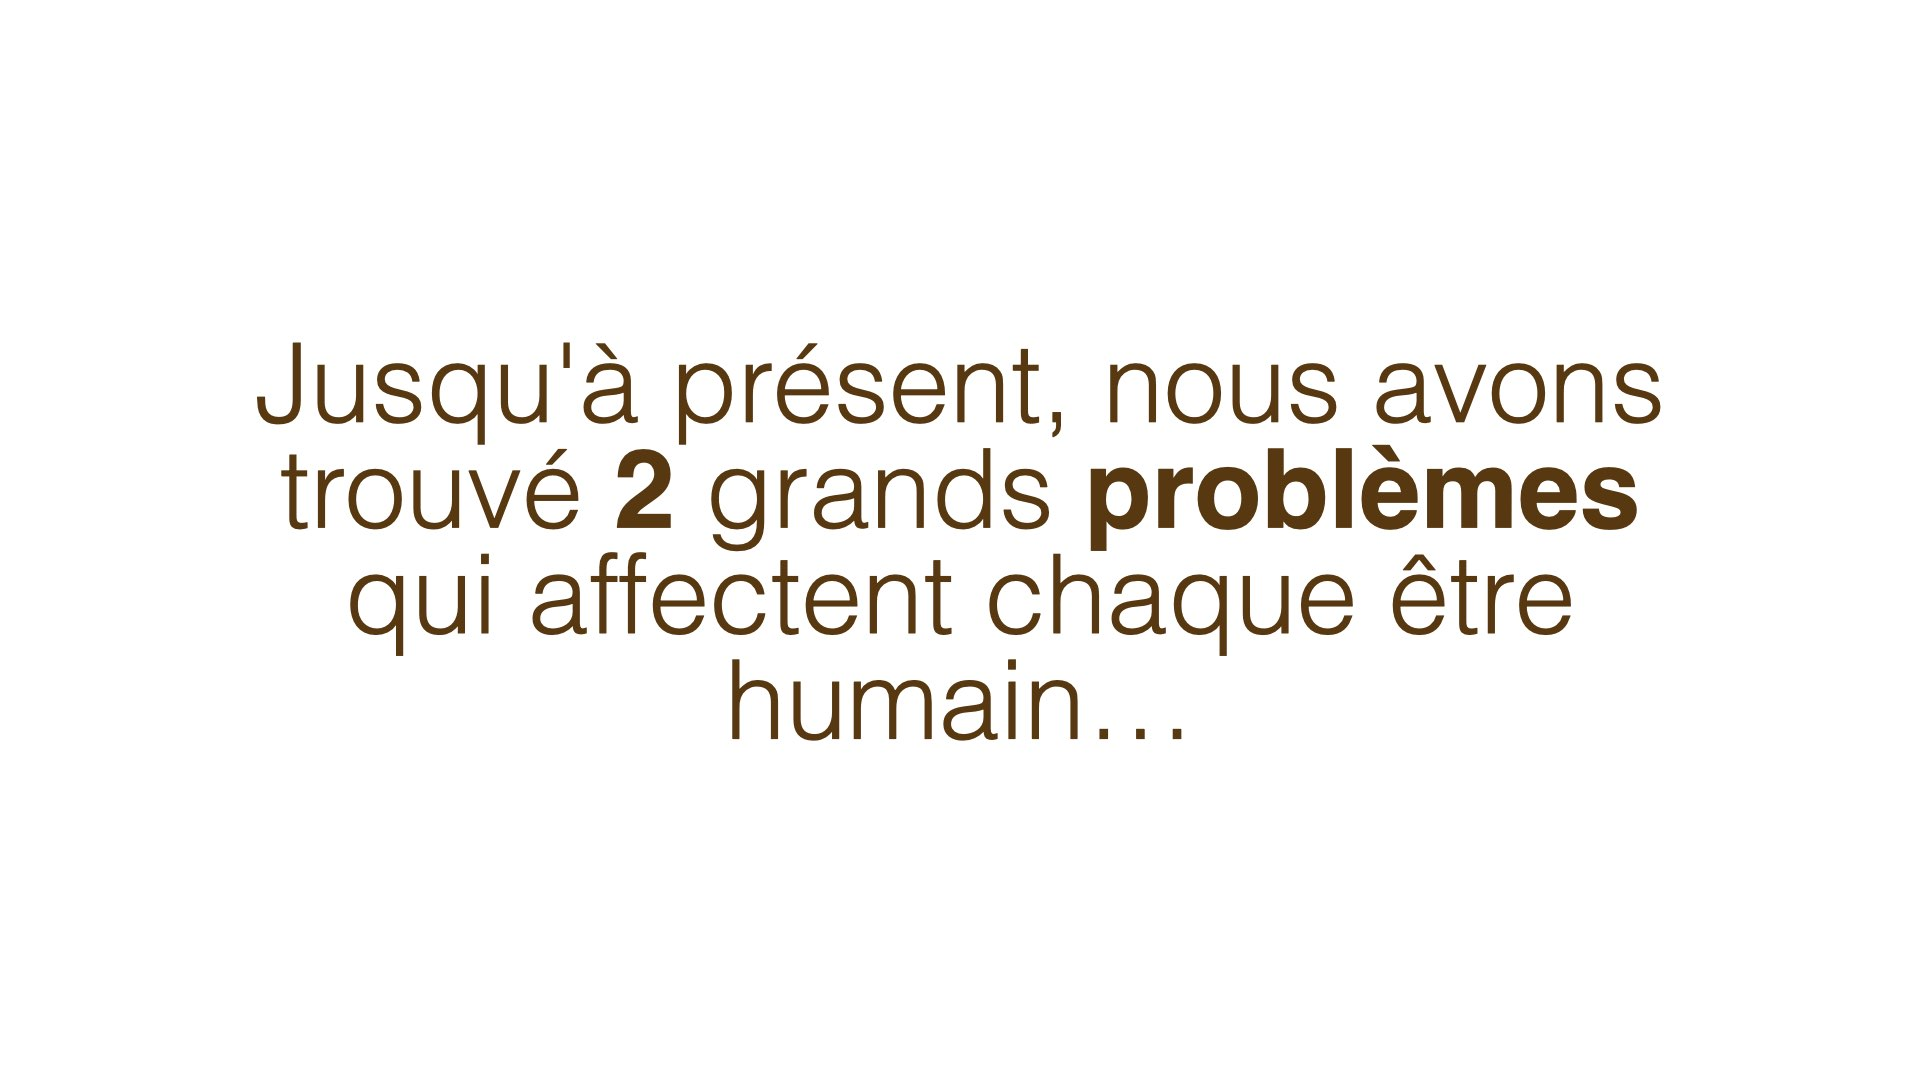 Jusqu'à présent, nous avons
trouvé 2 grands problèmes
qui affectent chaque être
humain…